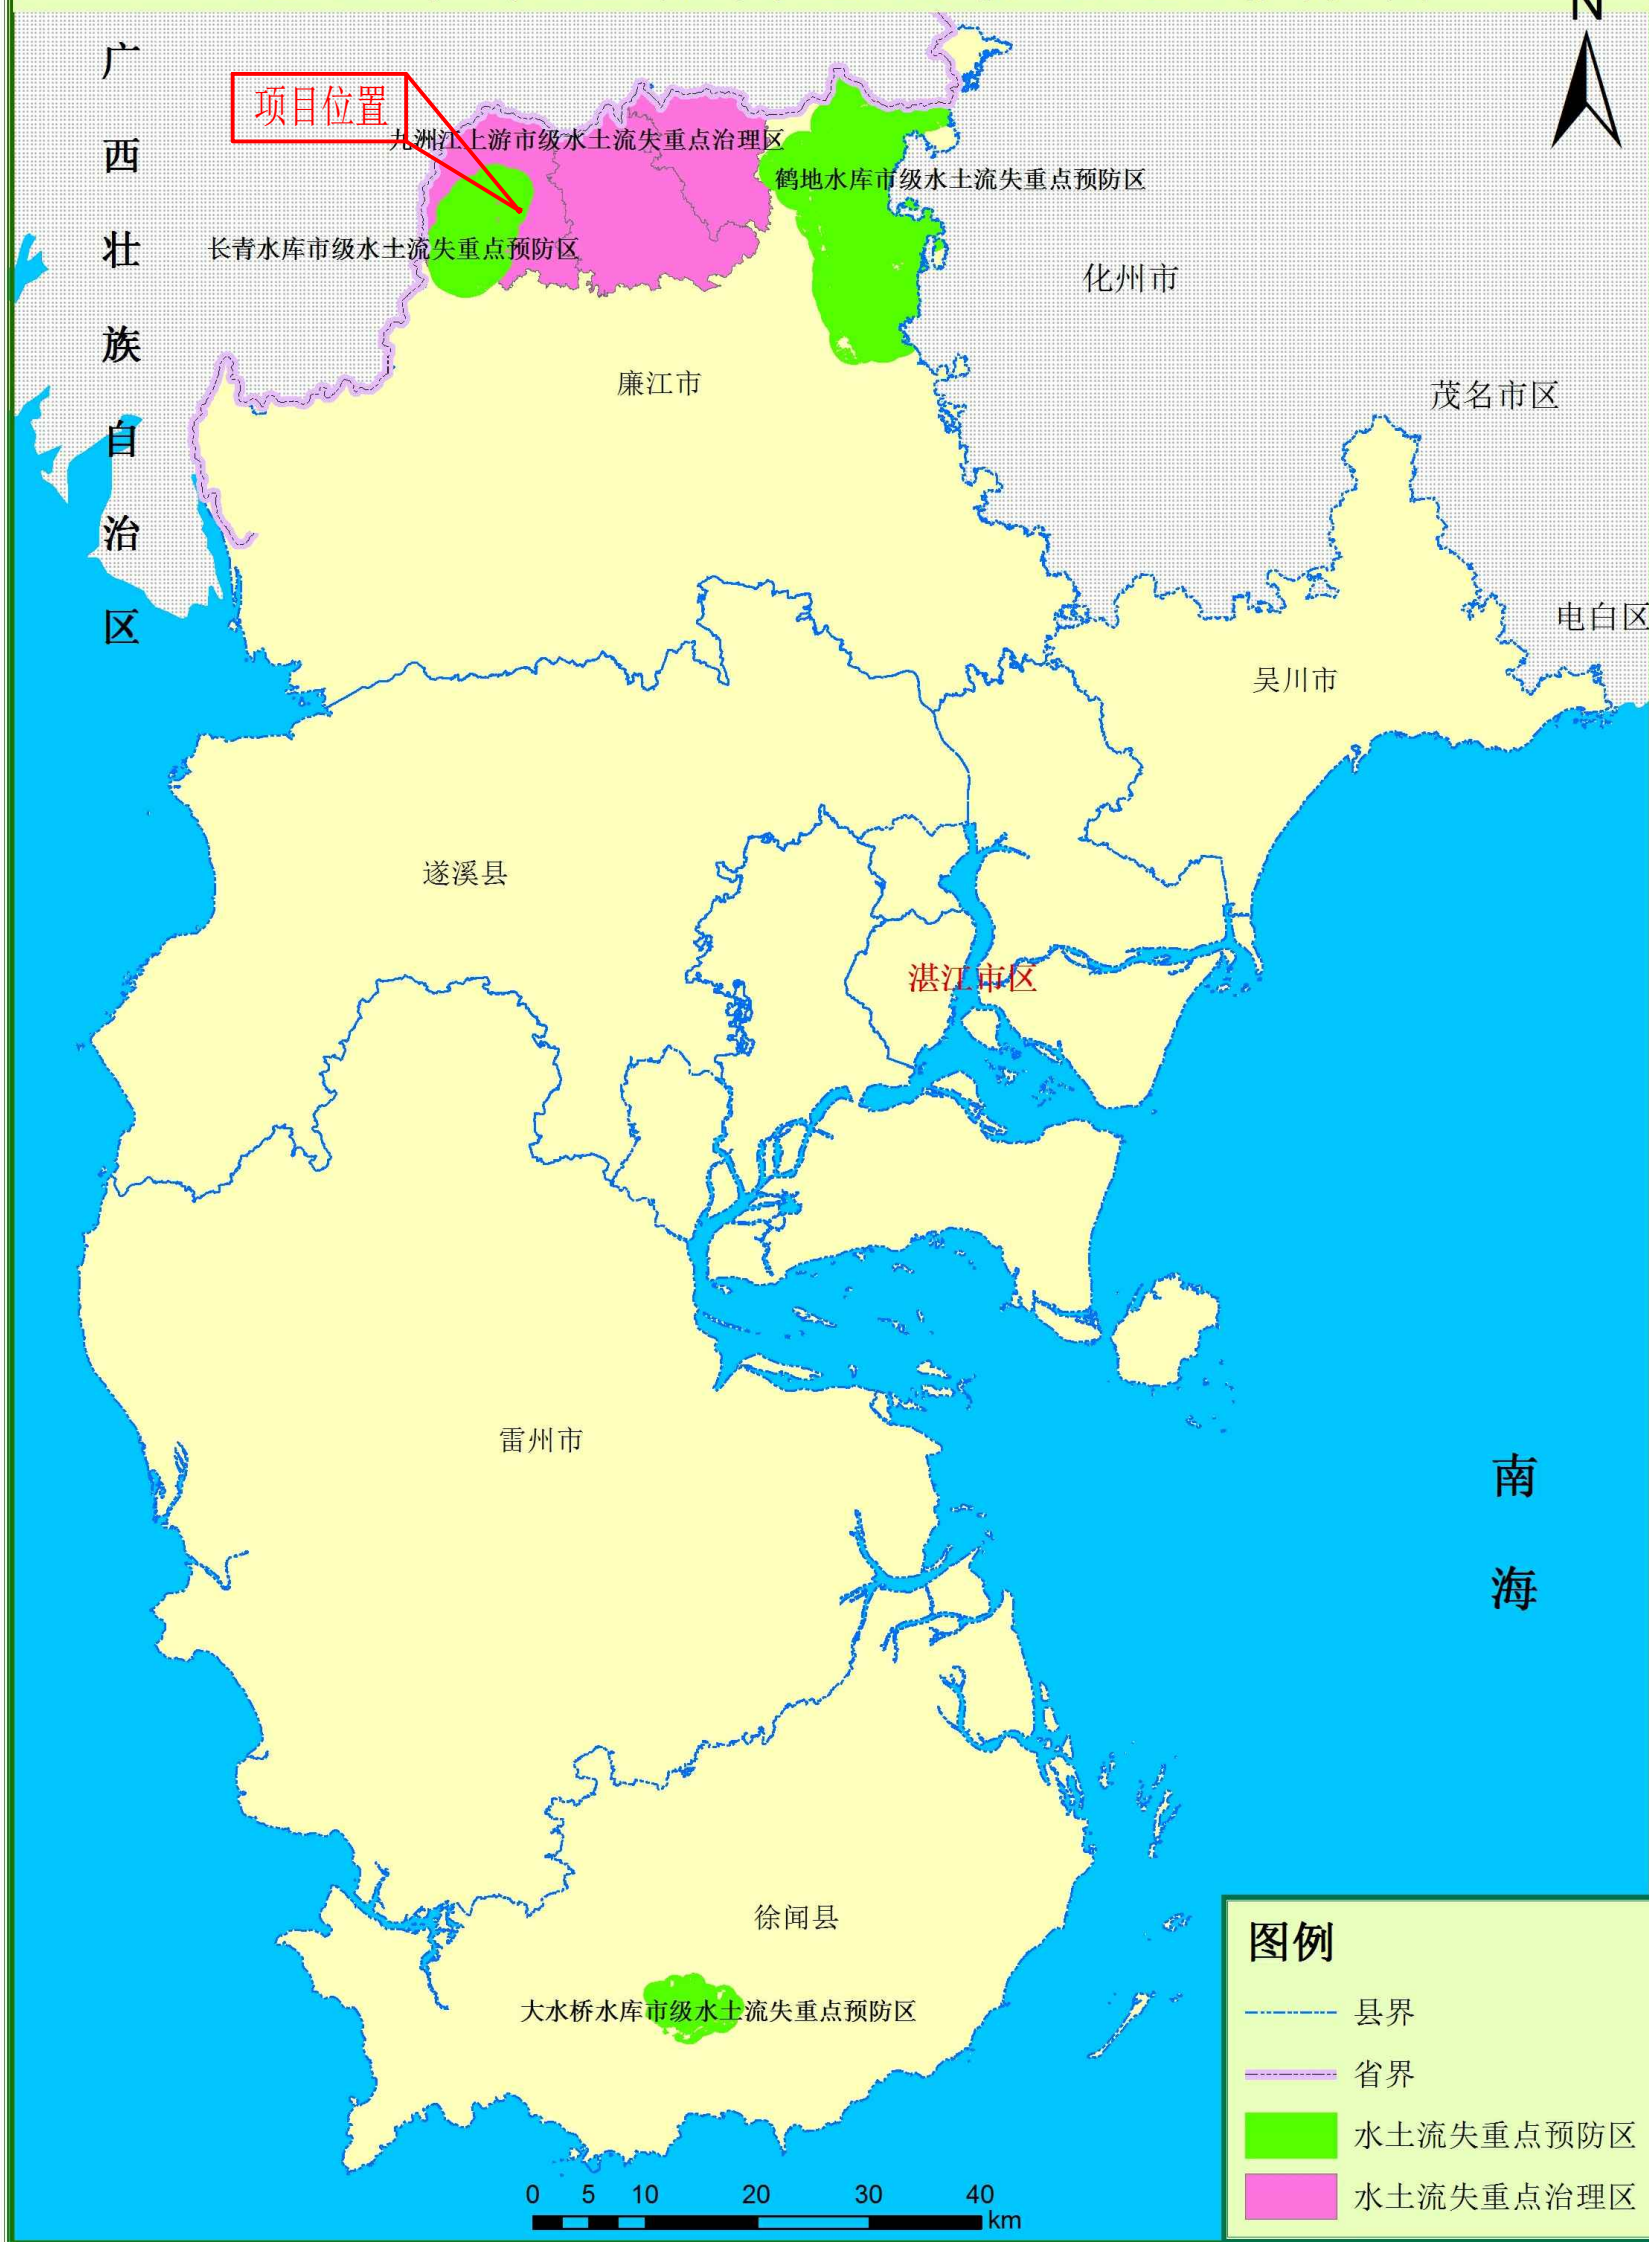 N
广西壮族自治区
项目位置
九洲江上游市级水土流失重点治理区
鹤地水库市级水土流失重点预防区
长青水库市级水土流失重点预防区
化州市
廉江市
茂名市区
电白区
吴川市
遂溪县
湛江市区
雷州市
南海
徐闻县
大水桥水库市级水土流失重点预防区
图例
县界
省界
水土流失重点预防区
水土流失重点治理区
0 5 10 20 30 40
km